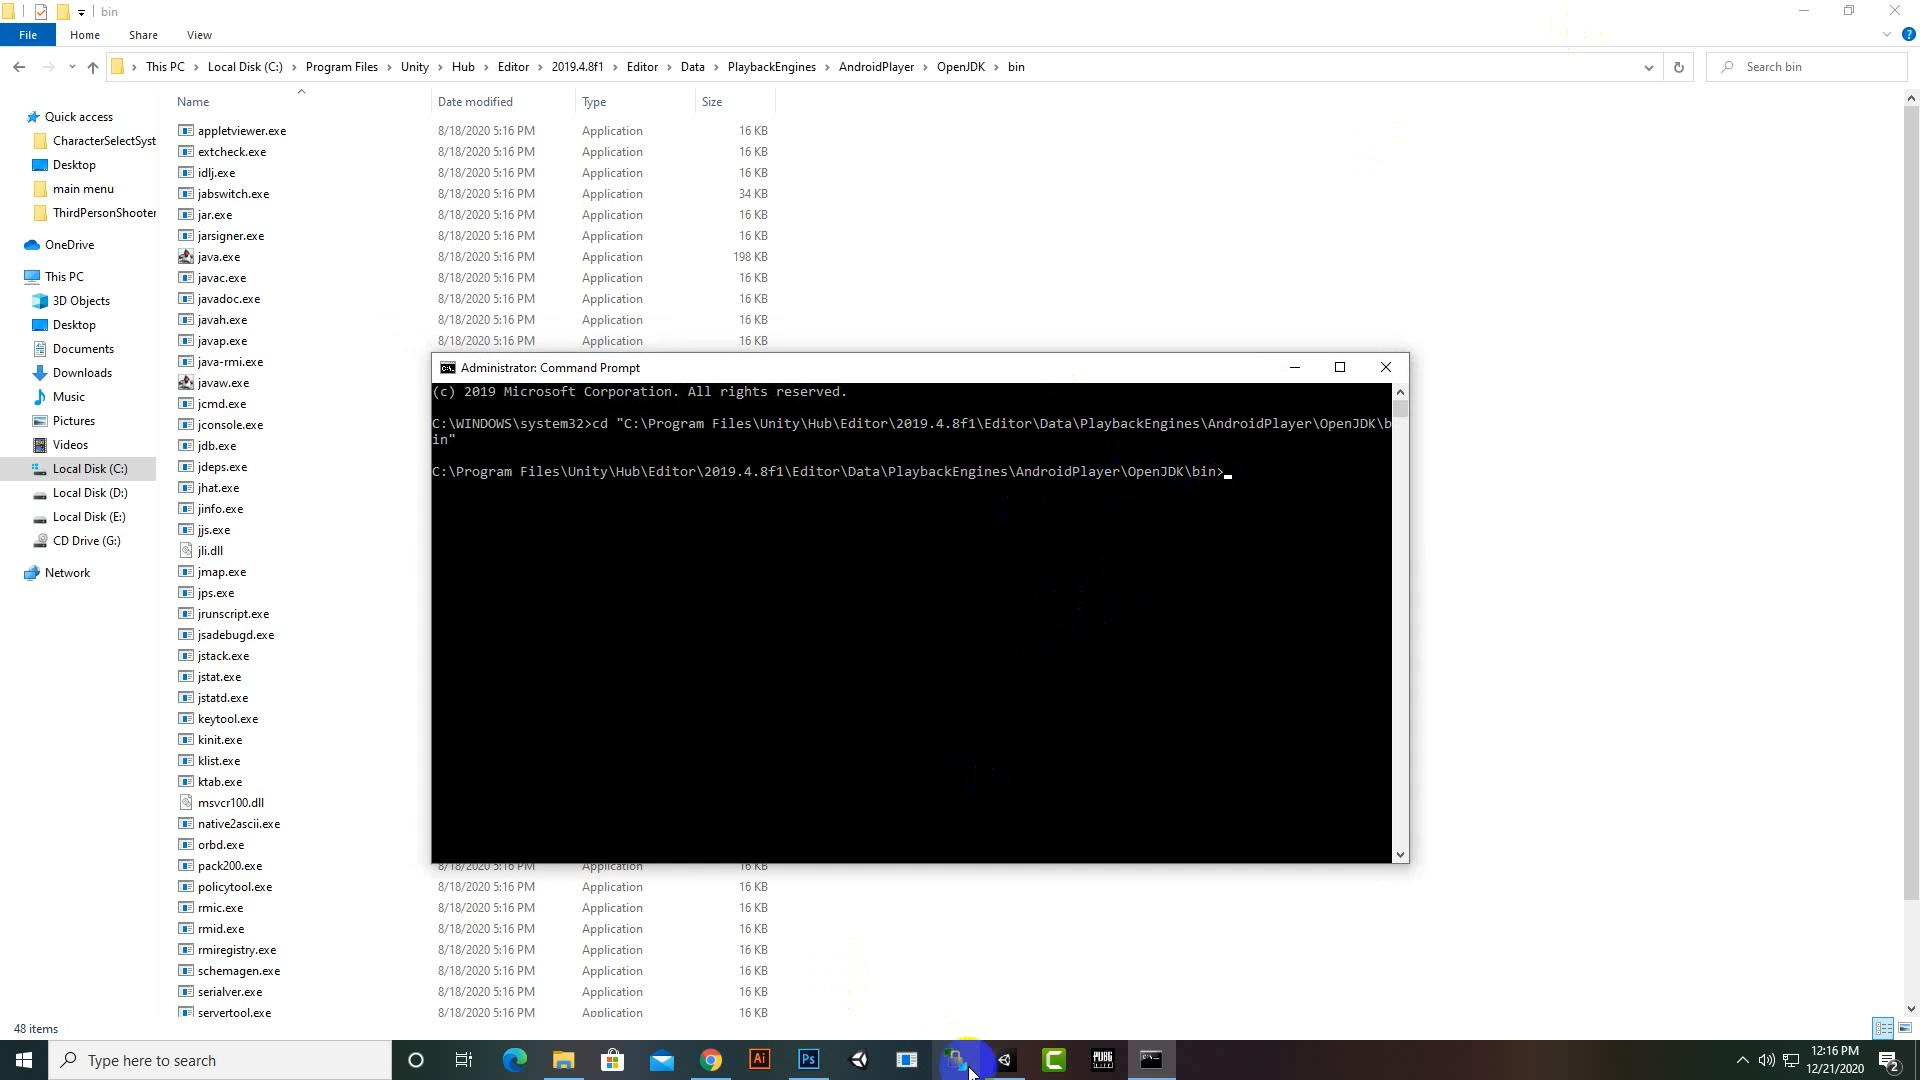 bin
File
Home
Share
View
This PC
Local Disk (C:)
Program Files
Unity
Hub
Editor
2019.4.8f1
Editor
Data
PlaybackEngines
AndroidPlayer
OpenJDK
bin
Search bin
Quick access
CharacterSelectSyst
Desktop
main menu
ThirdPersonShooter
OneDrive
This PC
3D Objects
Desktop
Documents
Downloads
Music
Pictures
Videos
Local Disk (C:)
Local Disk (D:)
Local Disk (E:)
CD Drive (G:)
Network
Name Date modified Type Size
appletviewer.exe 8/18/2020 5:16 PM Application 16 KB
extcheck.exe 8/18/2020 5:16 PM Application 16 KB
idlj.exe 8/18/2020 5:16 PM Application 16 KB
jabswitch.exe 8/18/2020 5:16 PM Application 34 KB
jar.exe 8/18/2020 5:16 PM Application 16 KB
jarsigner.exe 8/18/2020 5:16 PM Application 16 KB
java.exe 8/18/2020 5:16 PM Application 198 KB
javac.exe 8/18/2020 5:16 PM Application 16 KB
javadoc.exe 8/18/2020 5:16 PM Application 16 KB
javah.exe 8/18/2020 5:16 PM Application 16 KB
javap.exe 8/18/2020 5:16 PM Application 16 KB
java-rmi.exe
javaw.exe
jcmd.exe
jconsole.exe
jdb.exe
jdeps.exe
jhat.exe
jinfo.exe
jjs.exe
jli.dll
jmap.exe
jps.exe
jrunscript.exe
jsadebugd.exe
jstack.exe
jstat.exe
jstatd.exe
keytool.exe
kinit.exe
klist.exe
ktab.exe
msvcr100.dll
native2ascii.exe
orbd.exe
pack200.exe 8/18/2020 5:16 PM Application 16 KB
policytool.exe 8/18/2020 5:16 PM Application 16 KB
rmic.exe 8/18/2020 5:16 PM Application 16 KB
rmid.exe 8/18/2020 5:16 PM Application 16 KB
rmiregistry.exe 8/18/2020 5:16 PM Application 16 KB
schemagen.exe 8/18/2020 5:16 PM Application 16 KB
serialver.exe 8/18/2020 5:16 PM Application 16 KB
servertool.exe 8/18/2020 5:16 PM Application 16 KB
Administrator: Command Prompt
(c) 2019 Microsoft Corporation. All rights reserved.
C:\WINDOWS\system32>cd "C:\Program Files\Unity\Hub\Editor\2019.4.8f1\Editor\Data\PlaybackEngines\AndroidPlayer\OpenJDK\b
in"
C:\Program Files\Unity\Hub\Editor\2019.4.8f1\Editor\Data\PlaybackEngines\AndroidPlayer\OpenJDK\bin>
48 items
Type here to search
Ai
Ps
PUBG
12:16 PM
12/21/2020
2